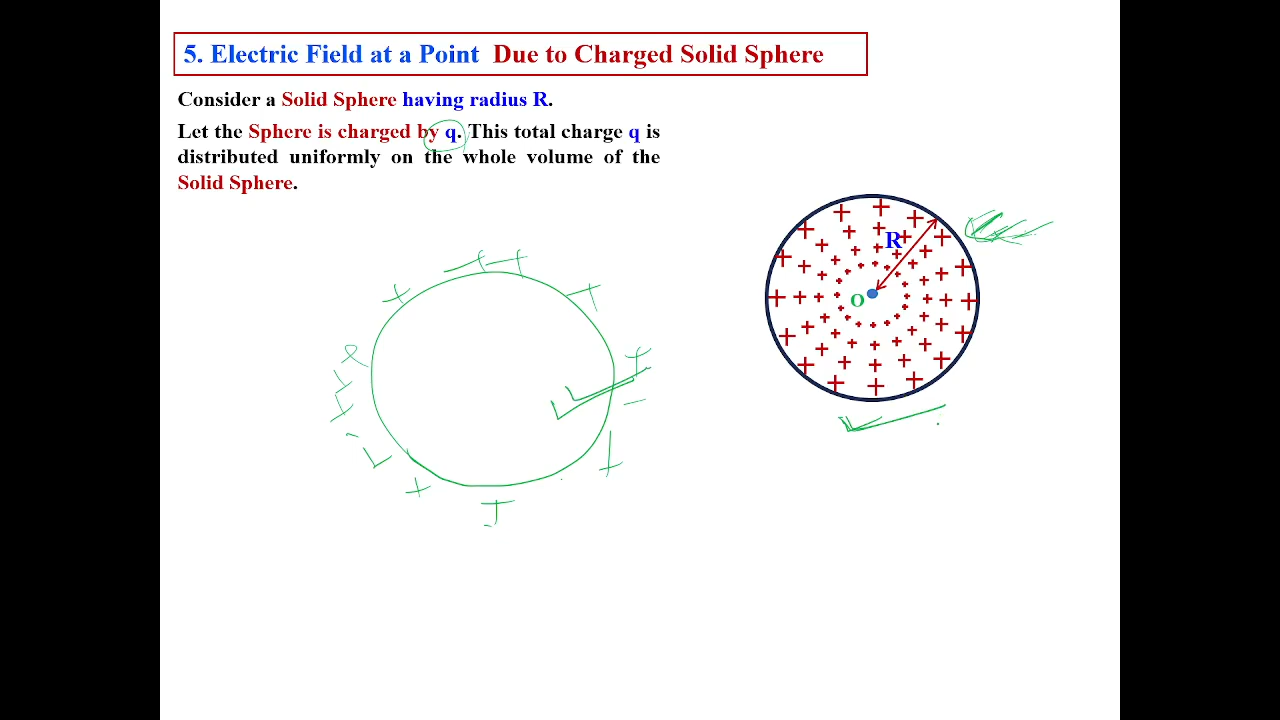 5. Electric Field at a Point Due to Charged Solid Sphere
Consider a Solid Sphere having radius R.
Let the Sphere is charged by q. This total charge q is
distributed uniformly on the whole volume of the
Solid Sphere.
R
O